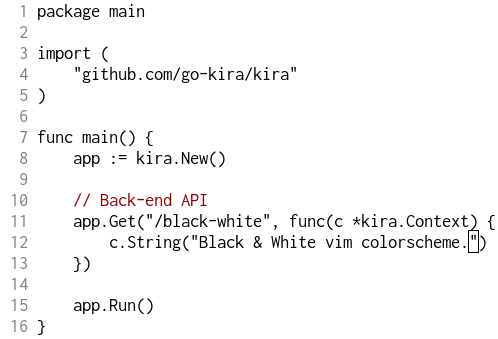 1 package main
2
3 import (
4     "github.com/go-kira/kira"
5 )
6
7 func main() {
8     app := kira.New()
9
10     // Back-end API
11     app.Get("/black-white", func(c *kira.Context) {
12         c.String("Black & White vim colorscheme.")
13     })
14
15     app.Run()
16 }